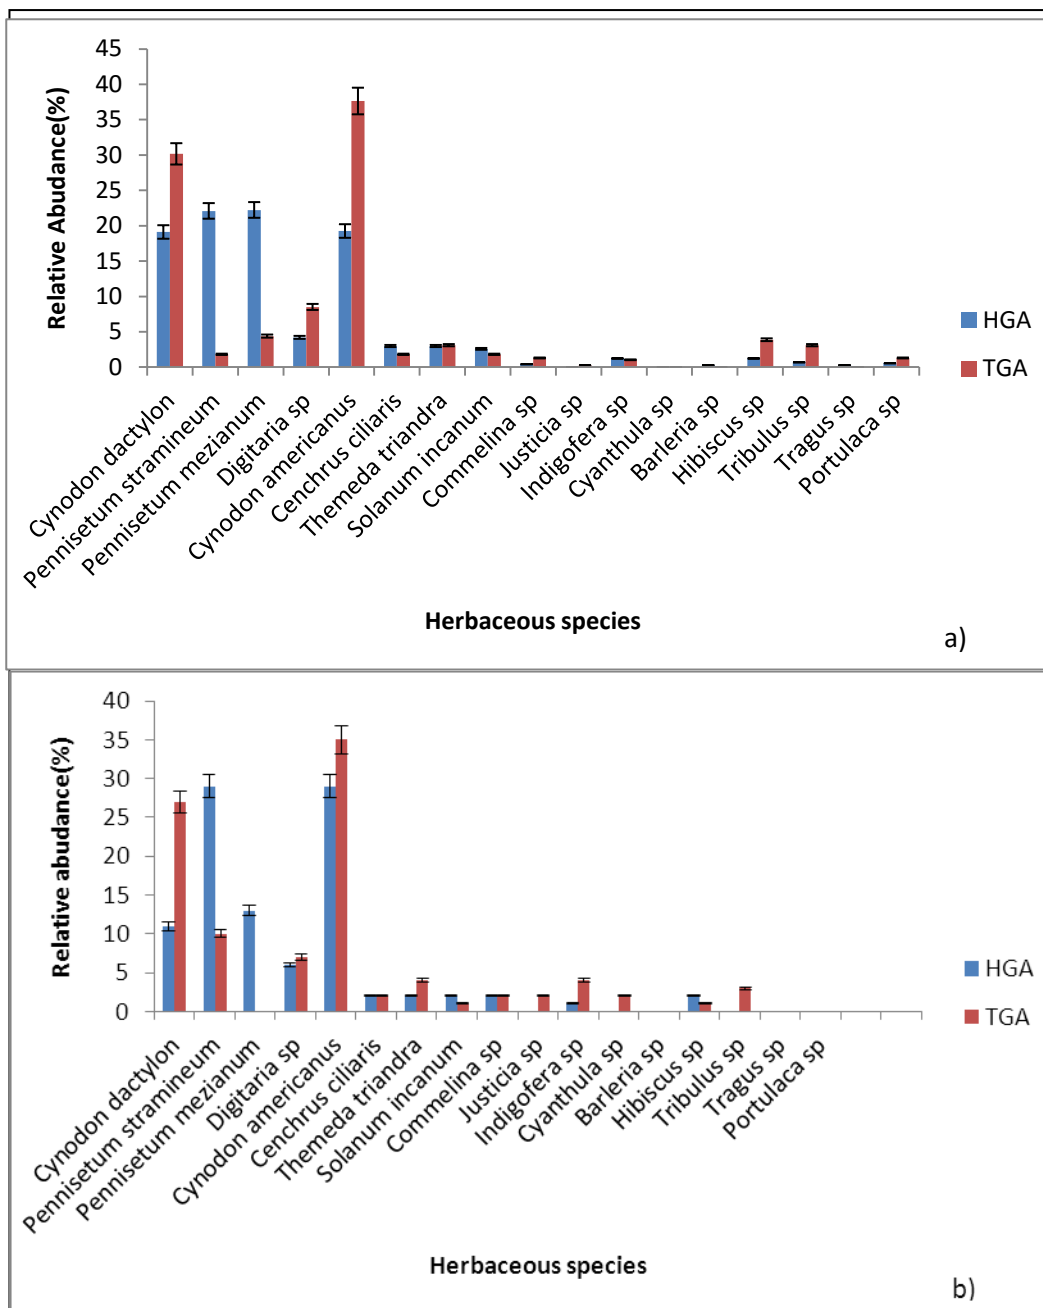 45
40
35
30
25
20
15
10
5
0
Relative Abudance(%)
HGA
TGA
Cynodon dactylon
Pennisetum stramineum
Pennisetum mezianum
Digitaria sp
Cynodon americanus
Cenchrus ciliaris
Themeda triandra
Solanum incanum
Commelina sp
Justicia sp
Indigofera sp
Cyanthula sp
Barleria sp
Hibiscus sp
Tribulus sp
Tragus sp
Portulaca sp
Herbaceous species
a)
40
35
30
25
20
15
10
5
0
Relative abudance(%)
HGA
TGA
Cynodon dactylon
Pennisetum stramineum
Pennisetum mezianum
Digitaria sp
Cynodon americanus
Cenchrus ciliaris
Themeda triandra
Solanum incanum
Commelina sp
Justicia sp
Indigofera sp
Cyanthula sp
Barleria sp
Hibiscus sp
Tribulus sp
Tragus sp
Portulaca sp
Herbaceous species
b)